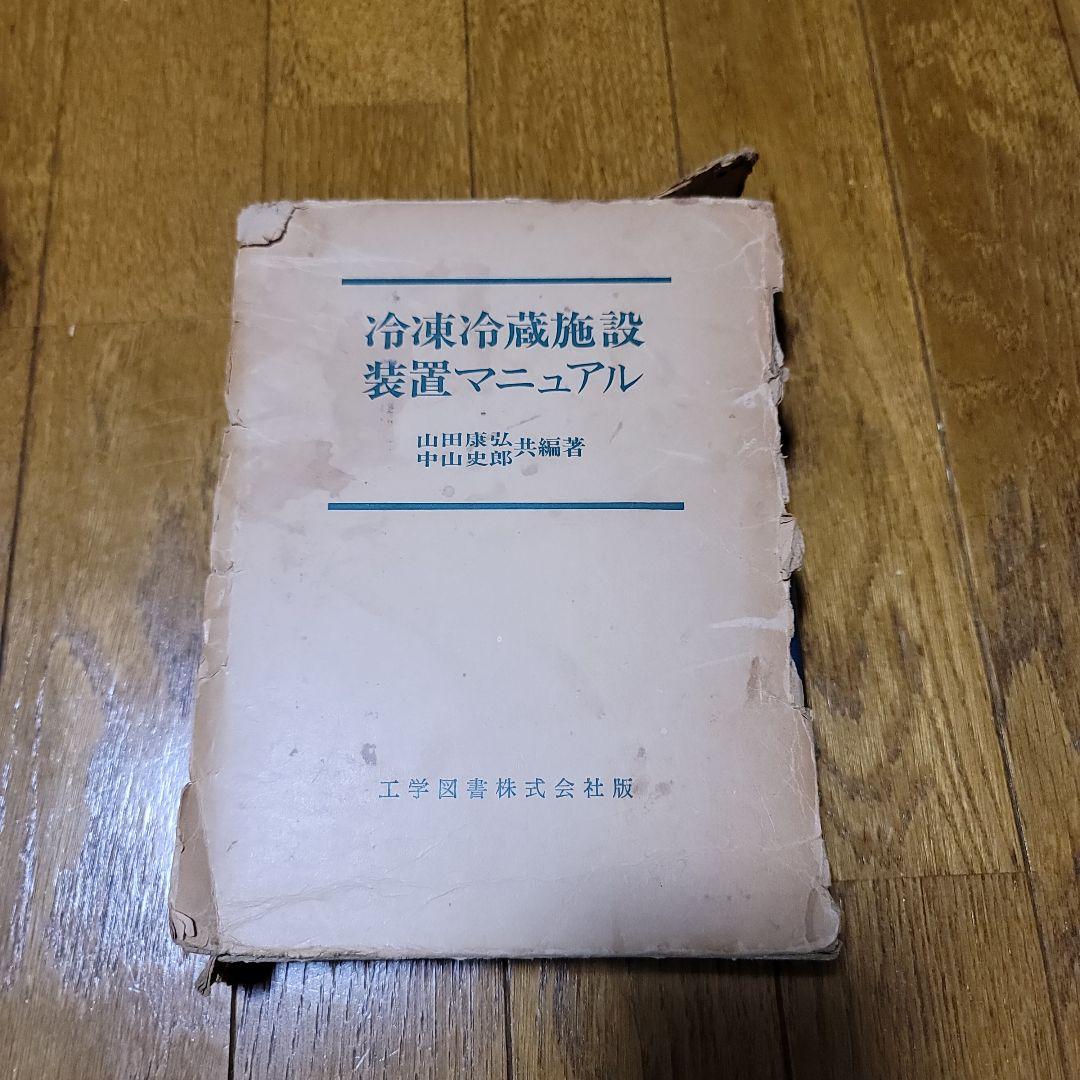 冷凍冷蔵施設
装置マニュアル
山田康弘
中山史郎共編著
工学図書株式会社版